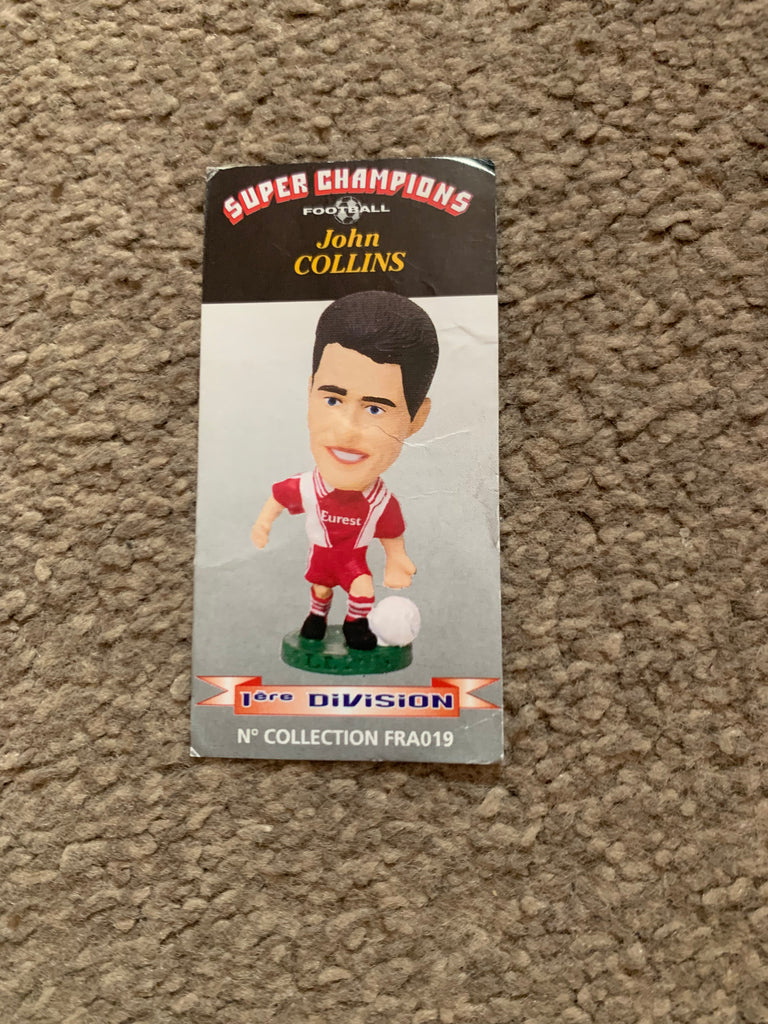 SUPER CHAMPIONS
FOOTBALL
John
COLLINS
Eurest
1ère DIVISION
N° COLLECTION FRA019